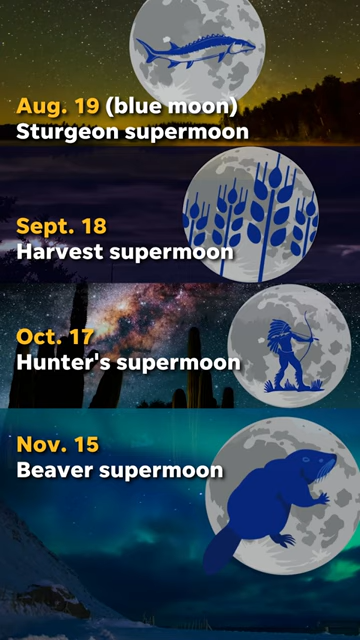 Aug. 19 (blue moon)
Sturgeon supermoon
Sept. 18
Harvest supermoon
Oct. 17
Hunter's supermoon
Nov. 15
Beaver supermoon